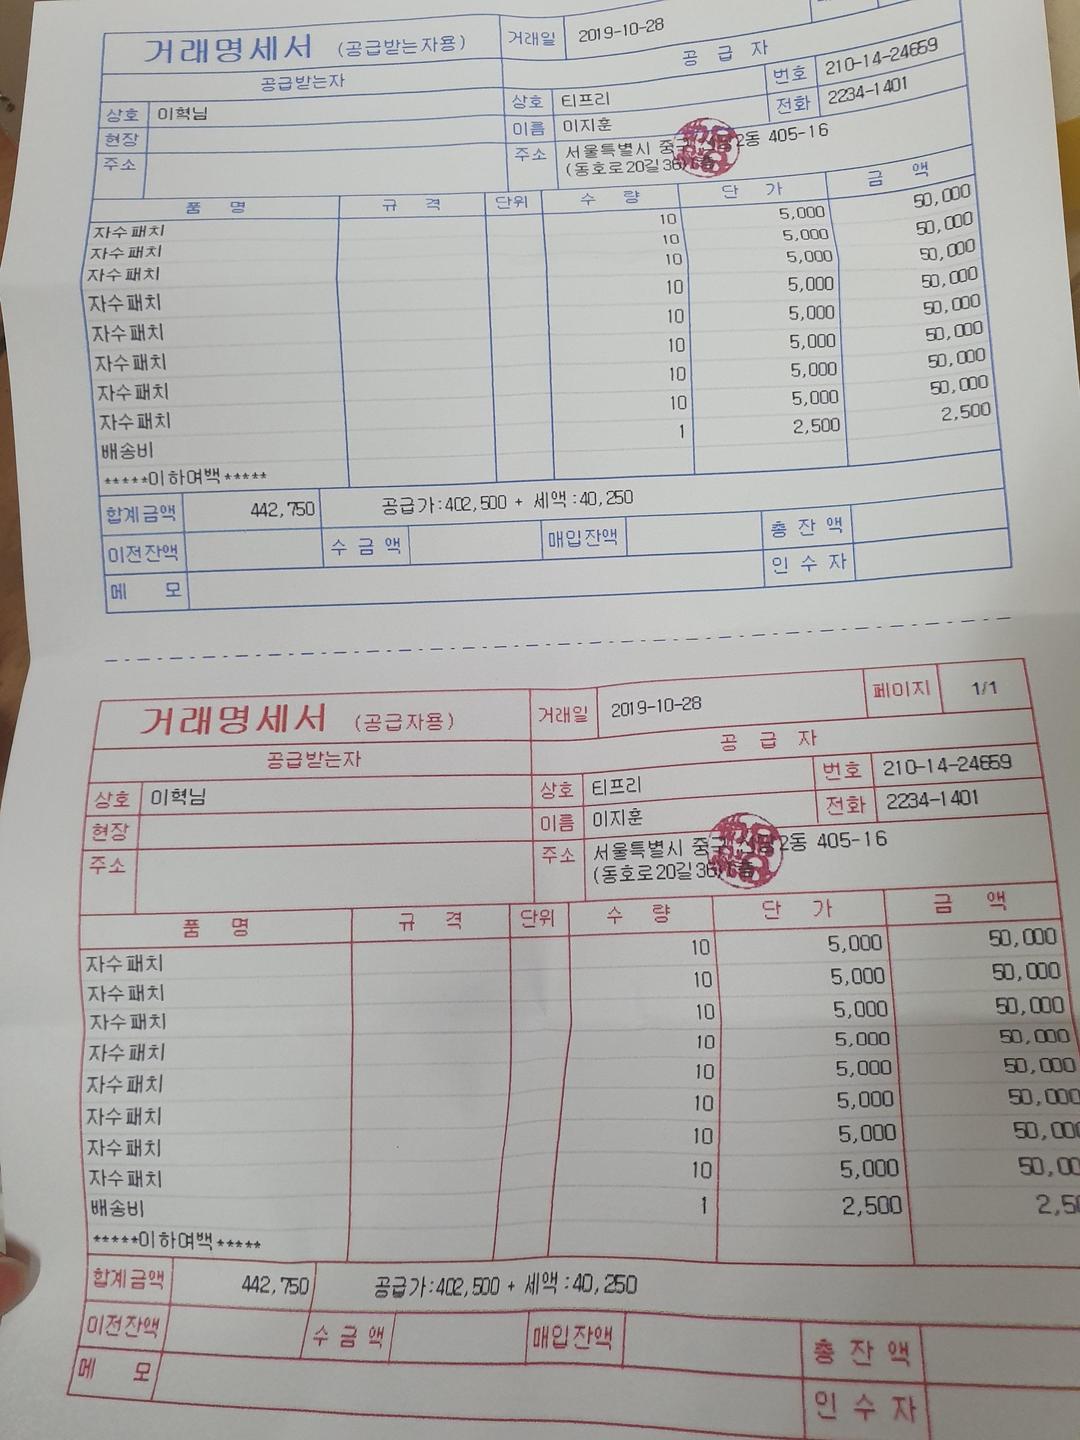 거래명세서 (공급받는자용) 거래일 2019-10-28
공급받는자 공 급 자
번호 210-14-24659
상호 이혁님 상호 티프리 전화 2234-1401
현장 이름 이지훈
주소 주소 서울특별시 중구 2동 405-16
(동호로20길 36)
품 명 규 격 단위 수 량 단 가 금 액
자수패치 10 5,000 50,000
자수패치 10 5,000 50,000
자수패치 10 5,000 50,000
자수패치 10 5,000 50,000
자수패치 10 5,000 50,000
자수패치 10 5,000 50,000
자수패치 10 5,000 50,000
자수패치 10 5,000 50,000
배송비 1 2,500 2,500
*****이하여백*****
합계금액 442,750 공급가:402,500 + 세액:40,250
이전잔액 수 금 액 매입잔액 총 잔 액
메 모 인 수 자
거래명세서 (공급자용) 거래일 2019-10-28 페이지 1/1
공급받는자 공 급 자
상호 이혁님 상호 티프리 번호 210-14-24659
현장 이름 이지훈 전화 2234-1401
주소 주소 서울특별시 중구 2동 405-16
(동호로20길 36)
품 명 규 격 단위 수 량 단 가 금 액
자수패치 10 5,000 50,000
자수패치 10 5,000 50,000
자수패치 10 5,000 50,000
자수패치 10 5,000 50,000
자수패치 10 5,000 50,000
자수패치 10 5,000 50,000
자수패치 10 5,000 50,00
자수패치 10 5,000 50,00
배송비 1 2,500 2,50
*****이하여백*****
합계금액 442,750 공급가:402,500 + 세액:40,250
이전잔액 수 금 액 매입잔액 총 잔 액
메 모 인 수 자